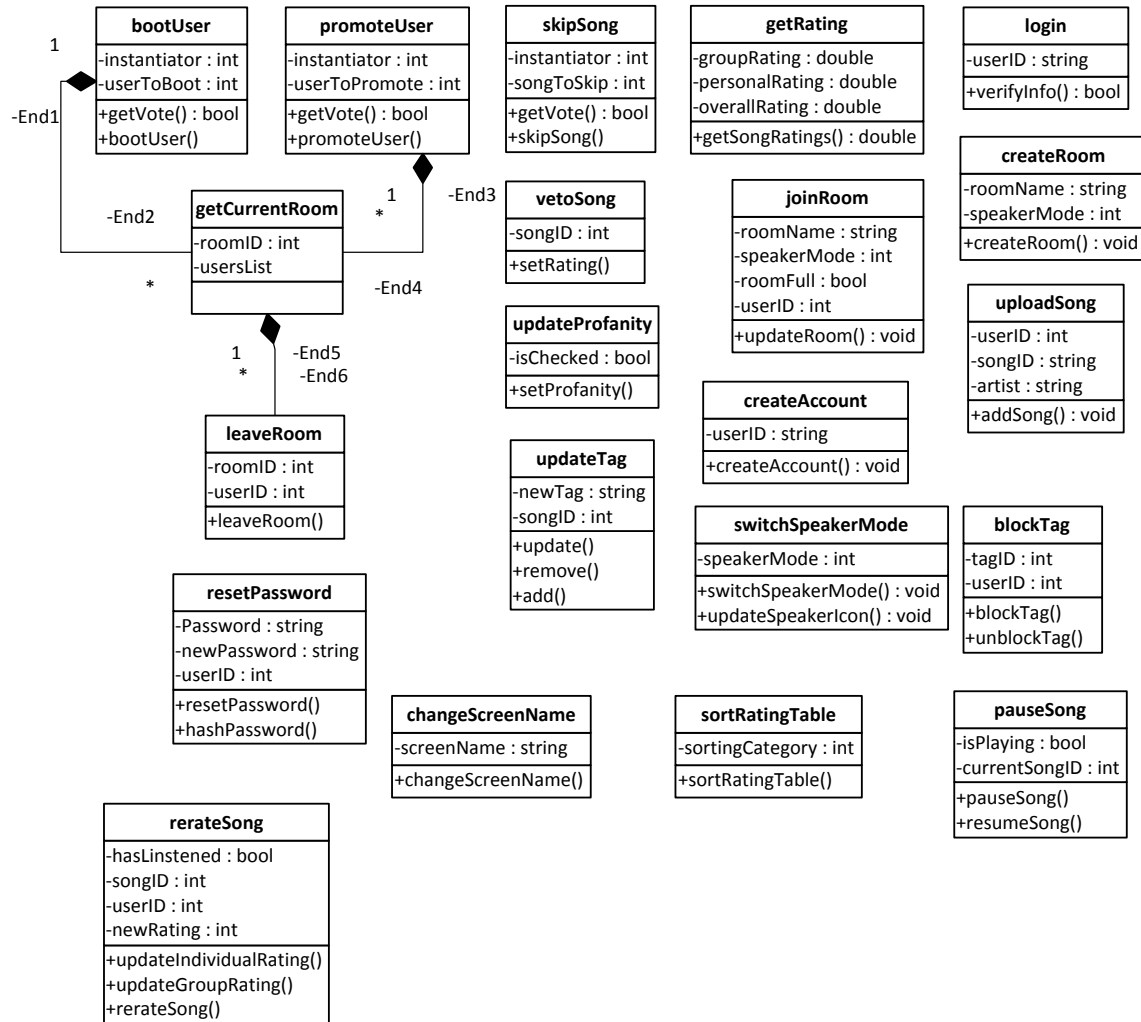 bootUser
-instantiator : int
-userToBoot : int
+getVote() : bool
+bootUser()
promoteUser
-instantiator : int
-userToPromote : int
+getVote() : bool
+promoteUser()
skipSong
-instantiator : int
-songToSkip : int
+getVote() : bool
+skipSong()
getRating
-groupRating : double
-personalRating : double
-overallRating : double
+getSongRatings() : double
login
-userID : string
+verifyInfo() : bool
1
-End1
-End2
*
1
*
-End3
-End4
getCurrentRoom
-roomID : int
-usersList
vetoSong
-songID : int
+setRating()
joinRoom
-roomName : string
-speakerMode : int
-roomFull : bool
-userID : int
+updateRoom() : void
createRoom
-roomName : string
-speakerMode : int
+createRoom() : void
updateProfanity
-isChecked : bool
+setProfanity()
uploadSong
-userID : int
-songID : string
-artist : string
+addSong() : void
1
*
-End5
-End6
leaveRoom
-roomID : int
-userID : int
+leaveRoom()
createAccount
-userID : string
+createAccount() : void
updateTag
-newTag : string
-songID : int
+update()
+remove()
+add()
switchSpeakerMode
-speakerMode : int
+switchSpeakerMode() : void
+updateSpeakerIcon() : void
blockTag
-tagID : int
-userID : int
+blockTag()
+unblockTag()
resetPassword
-Password : string
-newPassword : string
-userID : int
+resetPassword()
+hashPassword()
changeScreenName
-screenName : string
+changeScreenName()
sortRatingTable
-sortingCategory : int
+sortRatingTable()
pauseSong
-isPlaying : bool
-currentSongID : int
+pauseSong()
+resumeSong()
rerateSong
-hasLinstened : bool
-songID : int
-userID : int
-newRating : int
+updateIndividualRating()
+updateGroupRating()
+rerateSong()